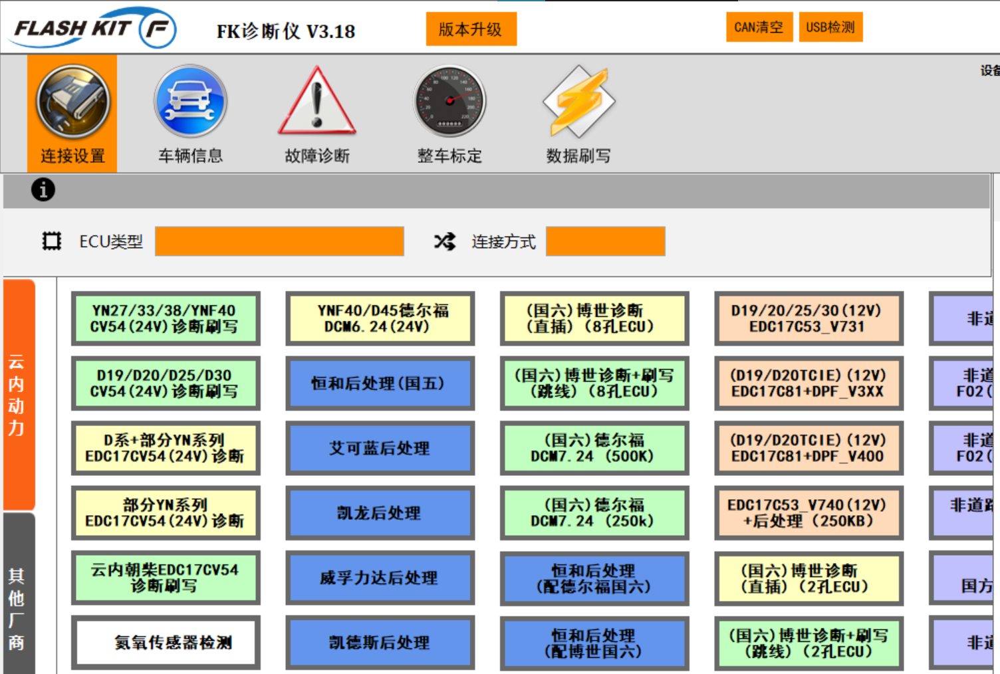 FLASH KIT F
FK诊断仪 V3.18
版本升级
CAN清空
USB检测
设备
连接设置
车辆信息
故障诊断
整车标定
数据刷写
ECU类型
连接方式
云内动力
其他厂商
YN27/33/38/YNF40
CV54(24V)诊断刷写
YNF40/D45德尔福
DCM6.24(24V)
(国六)博世诊断
(直插)(8孔ECU)
D19/20/25/30(12V)
EDC17C53_V731
非道
D19/D20/D25/D30
CV54(24V)诊断刷写
恒和后处理(国五)
(国六)博世诊断+刷写
(跳线)(8孔ECU)
(D19/D20TCIE)(12V)
EDC17C81+DPF_V3XX
非道
F02(
D系+部分YN系列
EDC17CV54(24V)诊断
艾可蓝后处理
(国六)德尔福
DCM7.24 (500K)
(D19/D20TCIE)(12V)
EDC17C81+DPF_V400
非道
F02(
部分YN系列
EDC17CV54(24V)诊断
凯龙后处理
(国六)德尔福
DCM7.24 (250k)
EDC17C53_V740(12V)
+后处理(250KB)
非道路
云内朝柴EDC17CV54
诊断刷写
威孚力达后处理
恒和后处理
(配德尔福国六)
(国六)博世诊断
(直插)(2孔ECU)
国方
氮氧传感器检测
凯德斯后处理
恒和后处理
(配博世国六)
(国六)博世诊断+刷写
(跳线)(2孔ECU)
非道